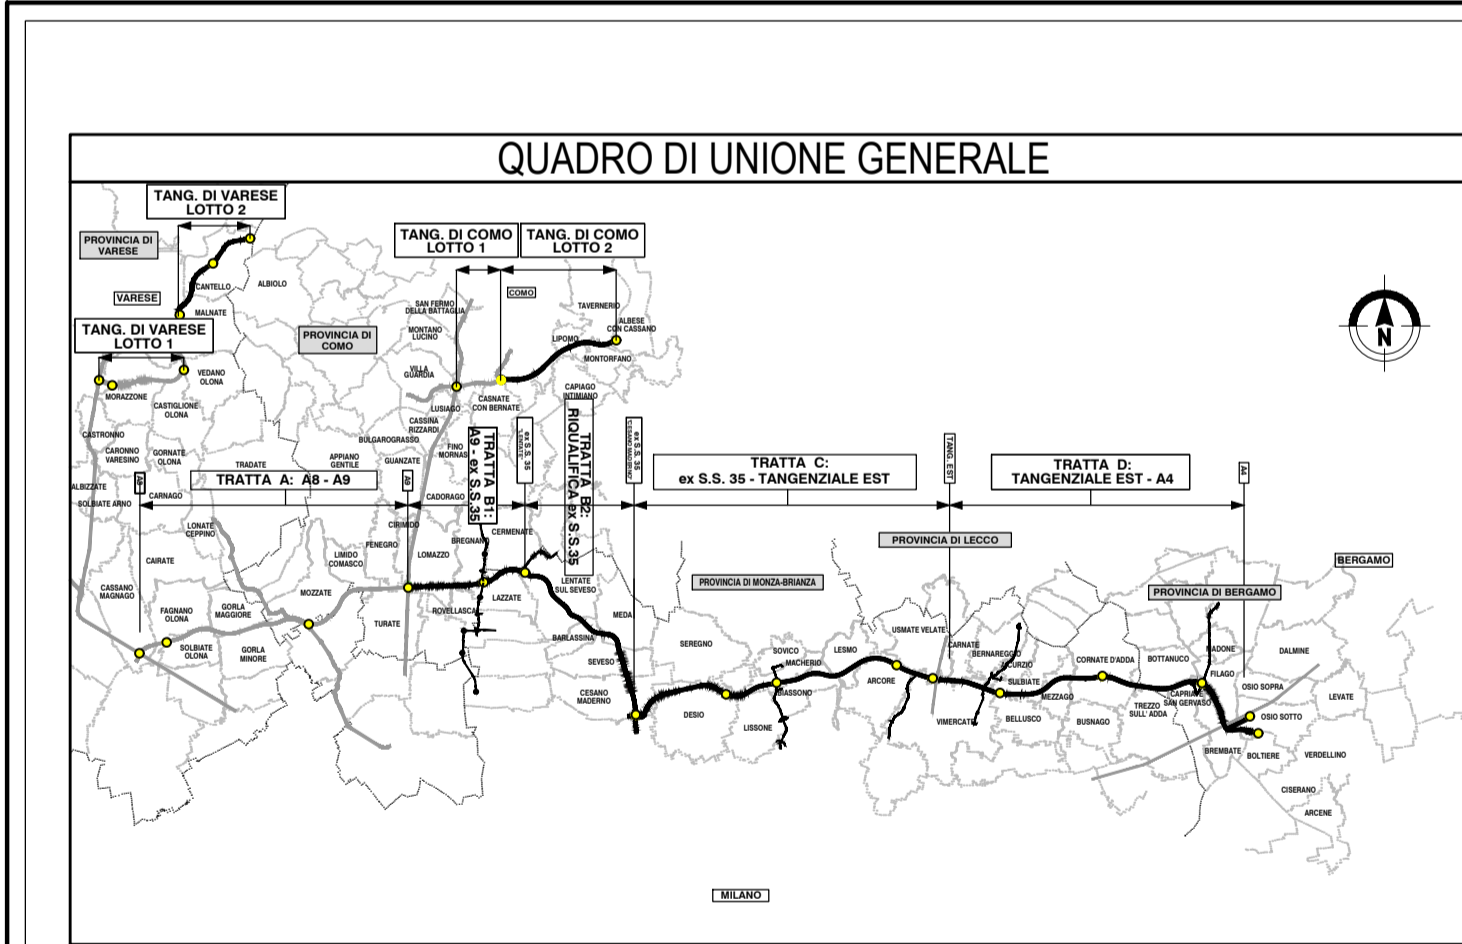 QUADRO DI UNIONE GENERALE
TANG. DI VARESE
LOTTO 2
PROVINCIA DI
VARESE
TANG. DI COMO
LOTTO 1
TANG. DI COMO
LOTTO 2
CANTELLO
ALBIOLO
VARESE
MALNATE
COMO
SAN FERMO
DELLA BATTAGLIA
TAVERNERIO
ALBESE
CON CASSANO
TANG. DI VARESE
LOTTO 1
PROVINCIA DI
COMO
MONTANO
LUCINO
LIPOMO
MONTORFANO
N
VEDANO
OLONA
VILLA
GUARDIA
MORAZZONE
CASTIGLIONE
OLONA
LUSIAGO
CASNATE
CON BERNATE
CAPIAGO
INTIMIANO
CASSINA
RIZZARDI
CASTRONNO
BULGAROGRASSO
FINO
MORNAS
CARONNO
VARESINO
GORNATE
OLONA
TRADATE
APPIANO
GENTILE
GUANZATE
TRATTA B1:
A9 - ex S.S.35
ex S.S. 35
"LENTATE"
TRATTA B2:
RIQUALIFICA ex S.S.35
ex S.S. 35
TANG. EST
A4
TRATTA A: A8 - A9
A9
TRATTA C:
ex S.S. 35 - TANGENZIALE EST
TRATTA D:
TANGENZIALE EST - A4
ALBIZZATE
SOLBIATE ARNO
CARNAGO
CADORAGO
LONATE
CEPPINO
CIRIMIDO
BREGNANO
CERMENATE
PROVINCIA DI LECCO
FENEGRO
CAIRATE
LIMIDO
COMASCO
LOMAZZO
BERGAMO
CASSANO
MAGNAGO
MOZZATE
LAZZATE
LENTATE
SUL SEVESO
PROVINCIA DI MONZA-BRIANZA
PROVINCIA DI BERGAMO
FAGNANO
OLONA
GORLA
MAGGIORE
ROVELLASCA
MEDA
TURATE
BARLASSINA
SEREGNO
USMATE VELATE
SOLBIATE
OLONA
GORLA
MINORE
SEVESO
SOVICO
MACHERIO
LESMO
CARNATE
BERNAREGGIO
CORNATE D'ADDA
BOTTANUCO
MADONE
DALMINE
CESANO
MADERNO
BIASSONO
ARCORE
SULBIATE
MEZZAGO
CAPRIATE
SAN GERVASO
FILAGO
OSIO SOPRA
LEVATE
DESIO
LISSONE
VIMERCATE
BELLUSCO
BUSNAGO
TREZZO
SULL' ADDA
OSIO SOTTO
BREMBATE
BOLTIERE
VERDELLINO
CISERANO
ARCENE
MILANO